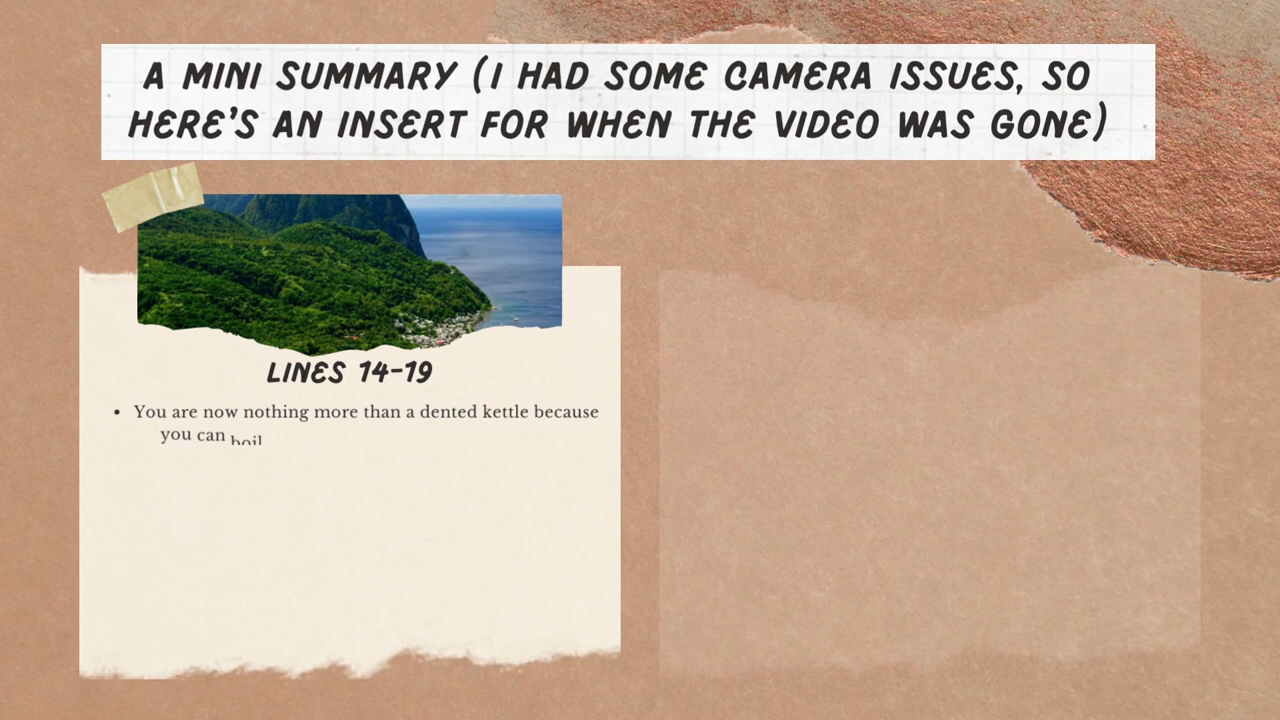 A MINI SUMMARY (I HAD SOME CAMERA ISSUES, SO
HERE'S AN INSERT FOR WHEN THE VIDEO WAS GONE)
LINES 14-19
• You are now nothing more than a dented kettle because
you can boil